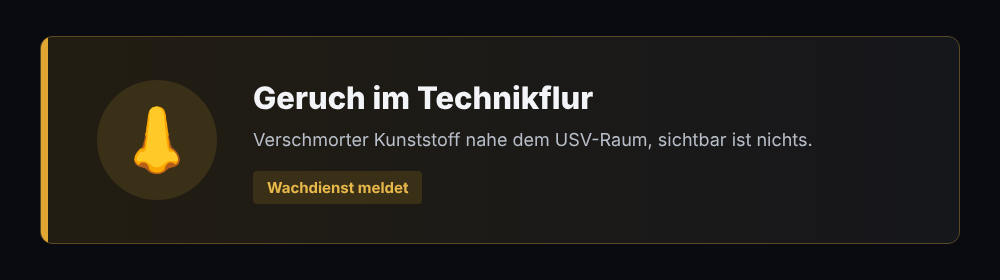 Geruch im Technikflur
Verschmorter Kunststoff nahe dem USV-Raum, sichtbar ist nichts.
Wachdienst meldet